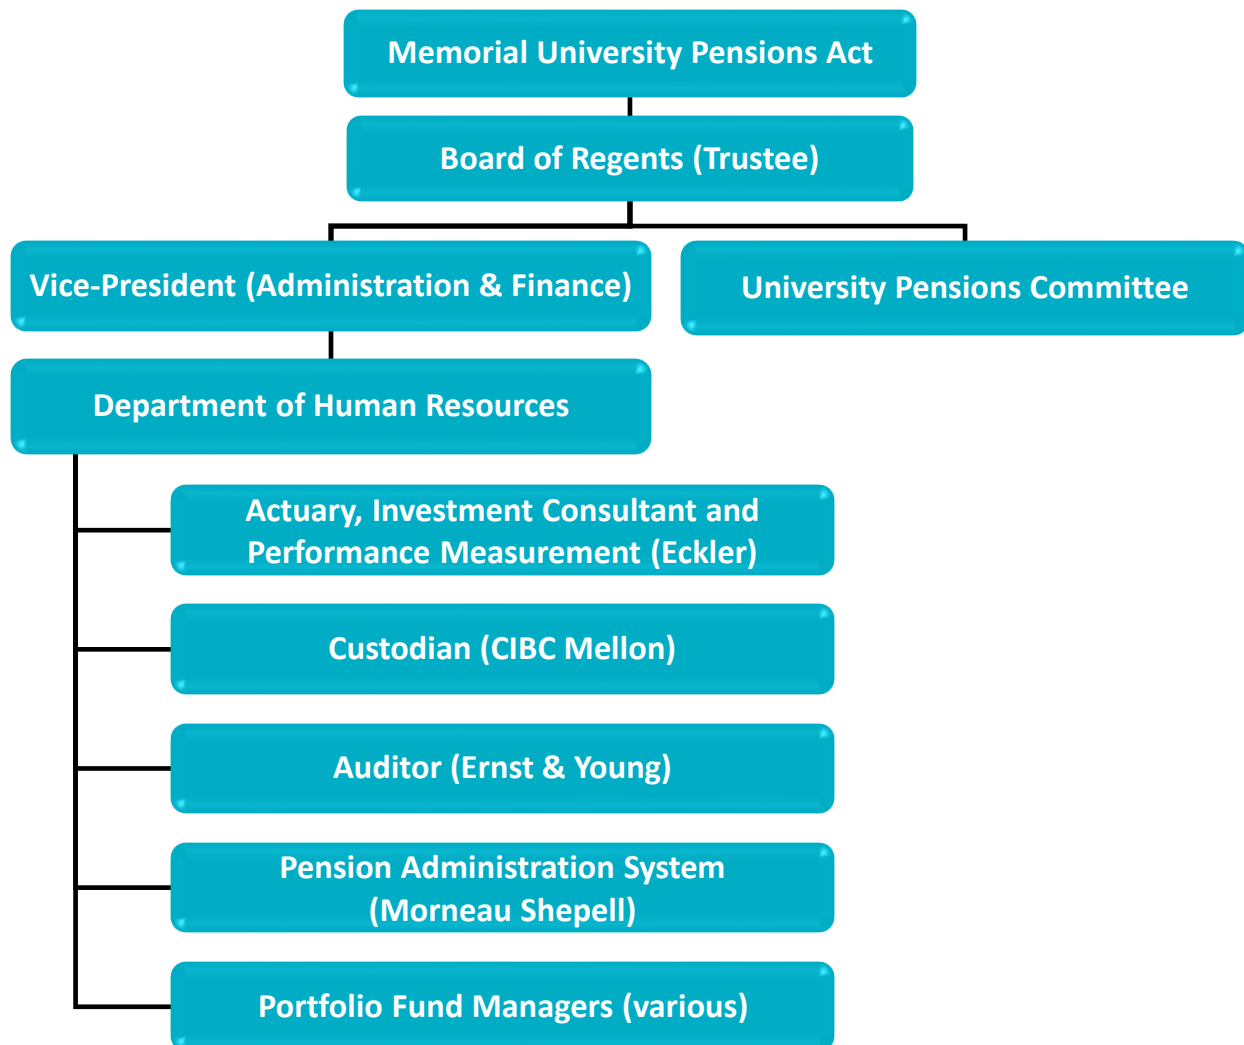 Memorial University Pensions Act
Board of Regents (Trustee)
Vice-President (Administration & Finance)
University Pensions Committee
Department of Human Resources
Actuary, Investment Consultant and
Performance Measurement (Eckler)
Custodian (CIBC Mellon)
Auditor (Ernst & Young)
Pension Administration System
(Morneau Shepell)
Portfolio Fund Managers (various)